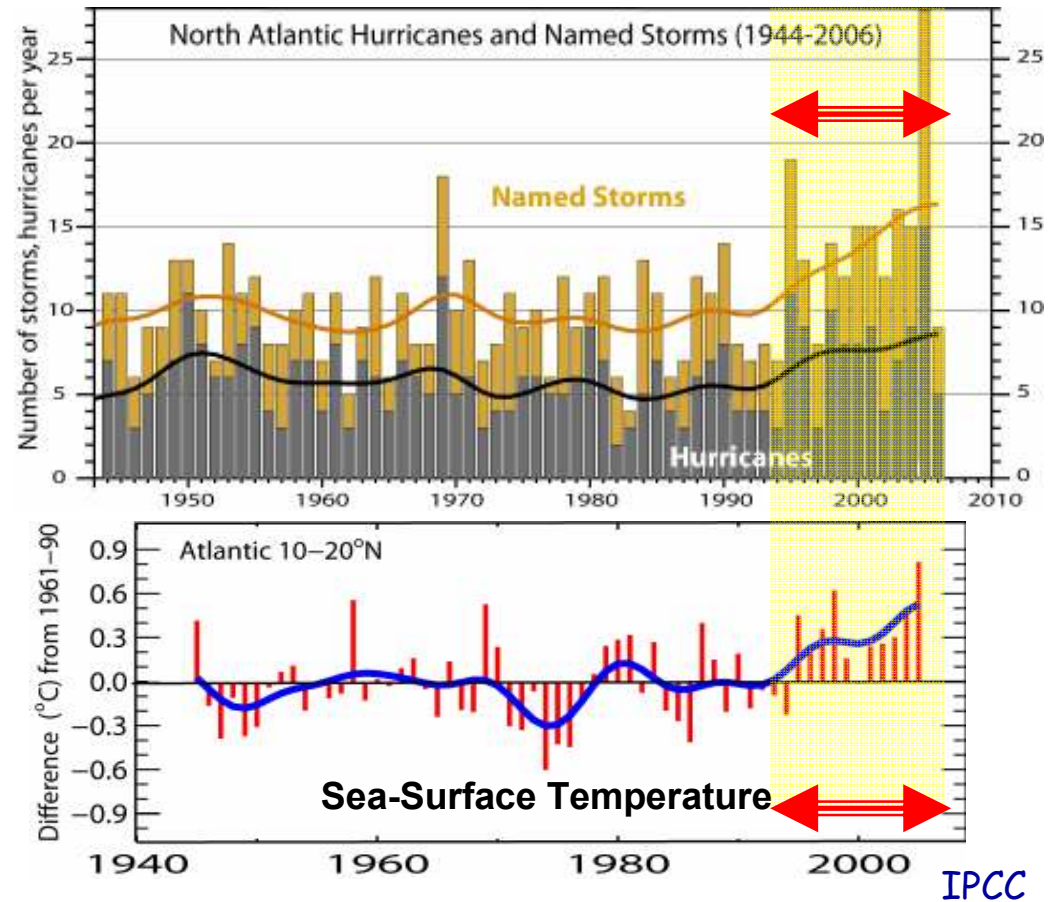 North Atlantic Hurricanes and Named Storms (1944-2006)
Number of storms, hurricanes per year
25
20
15
10
5
0
25
20
15
10
5
0
Named Storms
Hurricanes
1950 1960 1970 1980 1990 2000 2010
Difference (°C) from 1961–90
Atlantic 10–20°N
0.9
0.6
0.3
0.0
−0.3
−0.6
−0.9
Sea-Surface Temperature
1940 1960 1980 2000
IPCC